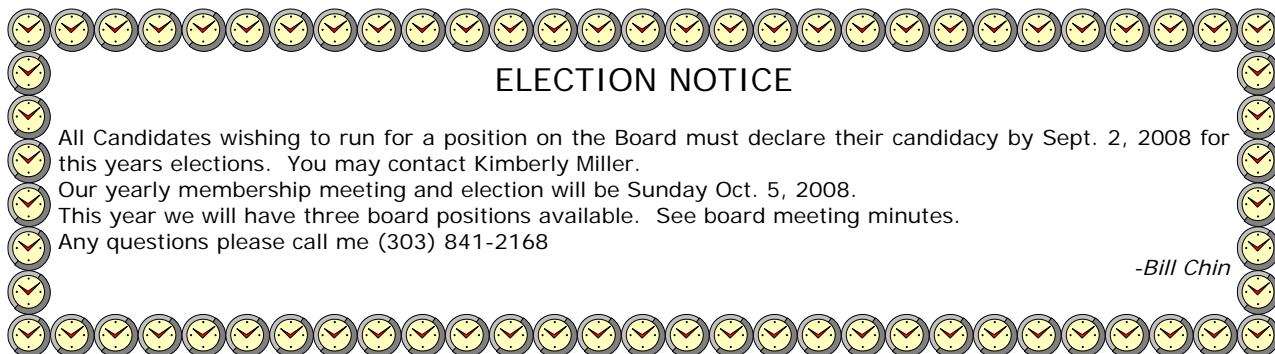 ELECTION NOTICE
All Candidates wishing to run for a position on the Board must declare their candidacy by Sept. 2, 2008 for
this years elections. You may contact Kimberly Miller.
Our yearly membership meeting and election will be Sunday Oct. 5, 2008.
This year we will have three board positions available. See board meeting minutes.
Any questions please call me (303) 841-2168
-Bill Chin